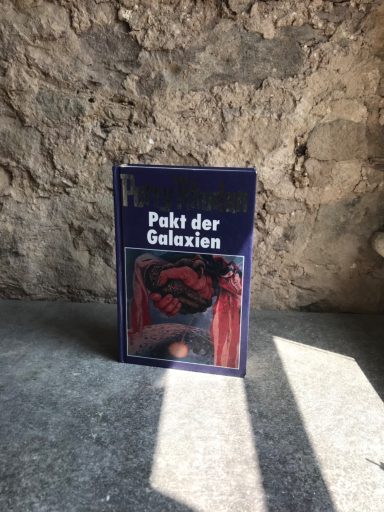 Perry Rhodan
Pakt der
Galaxien